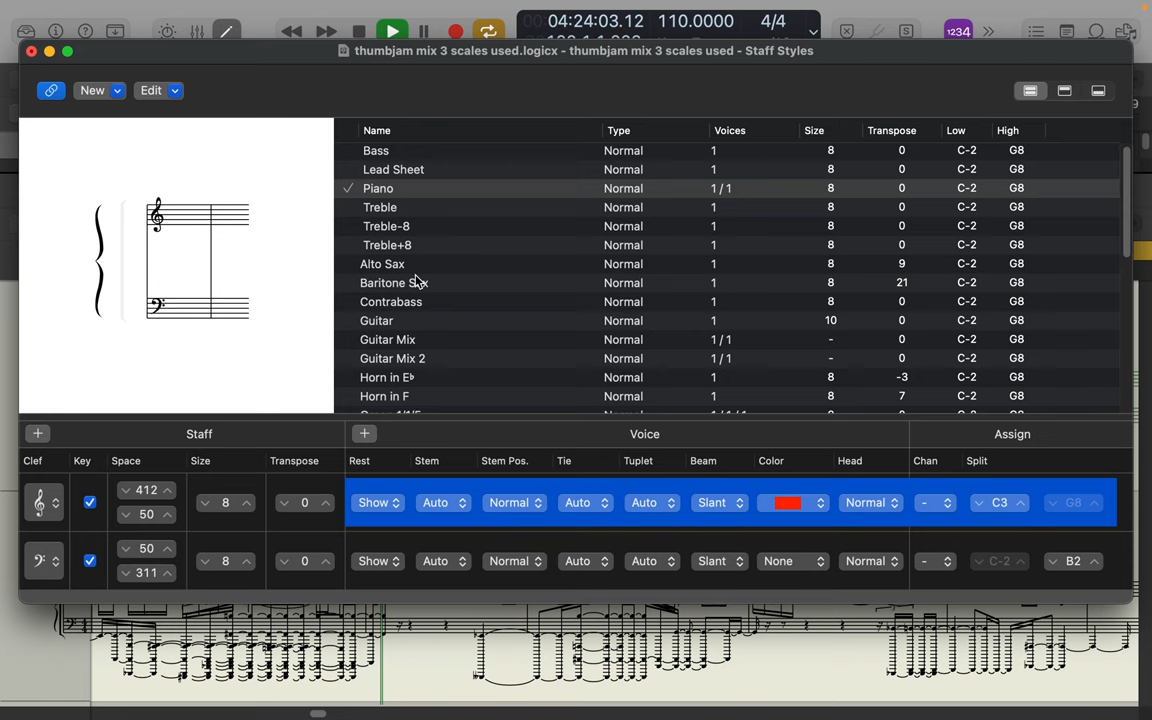 04:24:03.12 110.0000 4/4
1234
thumbjam mix 3 scales used.logicx - thumbjam mix 3 scales used - Staff Styles
New Edit
Name Type Voices Size Transpose Low High
Bass Normal 1 8 0 C-2 G8
Lead Sheet Normal 1 8 0 C-2 G8
✓ Piano Normal 1 / 1 8 0 C-2 G8
Treble Normal 1 8 0 C-2 G8
Treble-8 Normal 1 8 0 C-2 G8
Treble+8 Normal 1 8 0 C-2 G8
Alto Sax Normal 1 8 9 C-2 G8
Baritone Sax Normal 1 8 21 C-2 G8
Contrabass Normal 1 8 0 C-2 G8
Guitar Normal 1 10 0 C-2 G8
Guitar Mix Normal 1 / 1 - 0 C-2 G8
Guitar Mix 2 Normal 1 / 1 - 0 C-2 G8
Horn in E♭ Normal 1 8 -3 C-2 G8
Horn in F Normal 1 8 7 C-2 G8
+ Staff + Voice Assign
Clef Key Space Size Transpose Rest Stem Stem Pos. Tie Tuplet Beam Color Head Chan Split
412
8 0 Show Auto Normal Auto Auto Slant Normal - C3 G8
50
50
8 0 Show Auto Normal Auto Auto Slant None Normal - C-2 B2
311